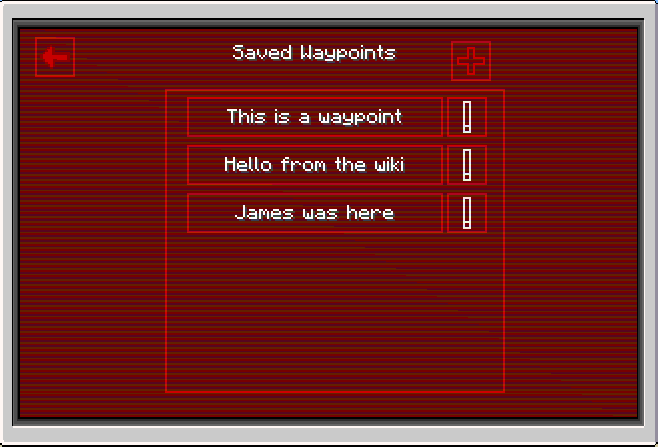 Saved Waypoints
This is a waypoint
Hello from the wiki
James was here